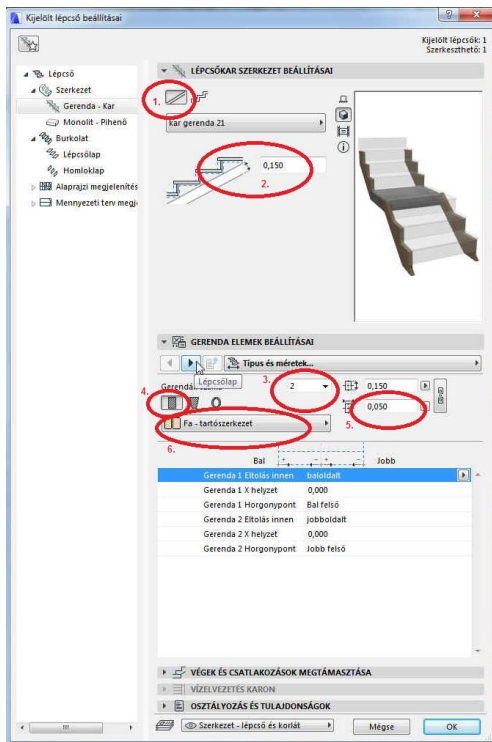 Kijelölt lépcső beállításai
Kijelölt lépcsők: 1
Szerkeszthető: 1
Lépcső
Szerkezet
Gerenda - Kar
Monolit - Pihenő
Burkolat
Lépcsőlap
Homloklap
Alaprajzi megjelenítés
Mennyezeti terv megj
LÉPCSŐKAR SZERKEZET BEÁLLÍTÁSAI
1.
kar gerenda 21
0,150
2.
GERENDA ELEMEK BEÁLLÍTÁSAI
Típus és méretek...
Lépcsőlap
3.
Gerendák
2
0,150
4.
0,050
5.
Fa - tartószerkezet
6.
Bal
Jobb
Gerenda 1 Eltolás innen baloldalt
Gerenda 1 X helyzet 0,000
Gerenda 1 Horgonypont Bal felső
Gerenda 2 Eltolás innen jobboldalt
Gerenda 2 X helyzet 0,000
Gerenda 2 Horgonypont Jobb felső
VÉGEK ÉS CSATLAKOZÁSOK MEGTÁMASZTÁSA
VÍZELVEZETÉS KARON
OSZTÁLYOZÁS ÉS TULAJDONSÁGOK
Szerkezet - lépcső és korlát
Mégse
OK